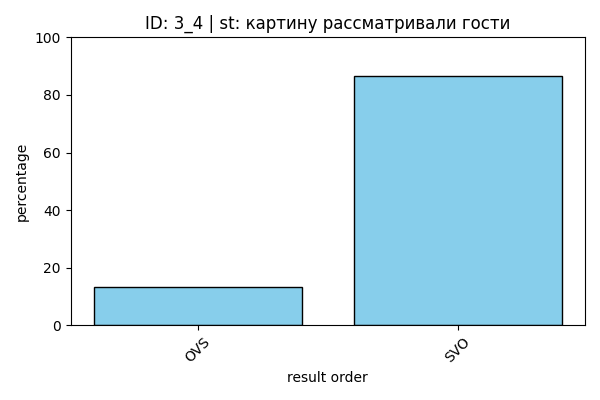 ID: 3_4 | st: картину рассматривали гости
100
80
60
40
20
0
percentage
OVS
SVO
result order